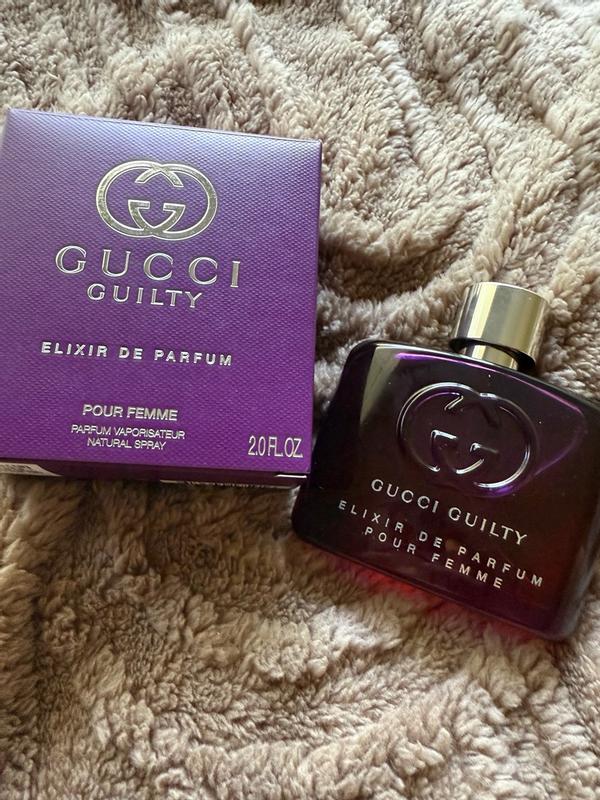 GUCCI
GUILTY
ELIXIR DE PARFUM
POUR FEMME
PARFUM VAPORISATEUR
NATURAL SPRAY
2.0 FL.OZ.
GUCCI GUILTY
ELIXIR DE PARFUM
POUR FEMME